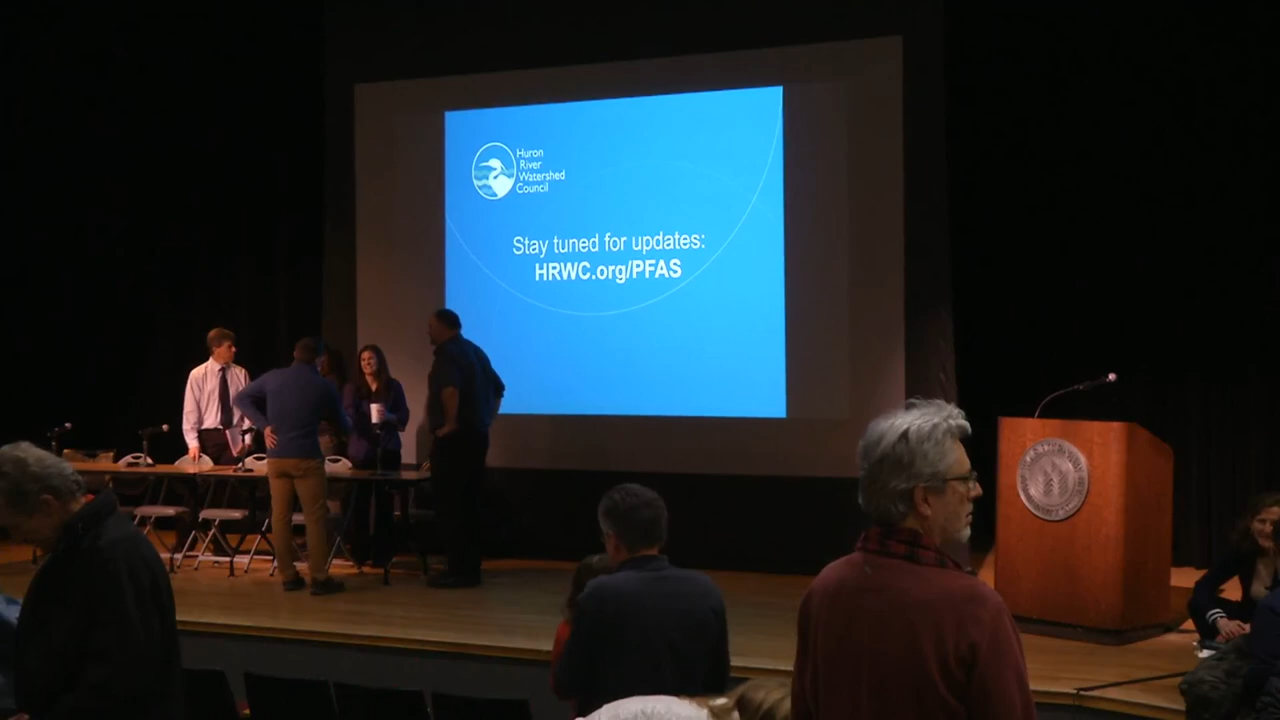 Huron
River
Watershed
Council
Stay tuned for updates:
HRWC.org/PFAS